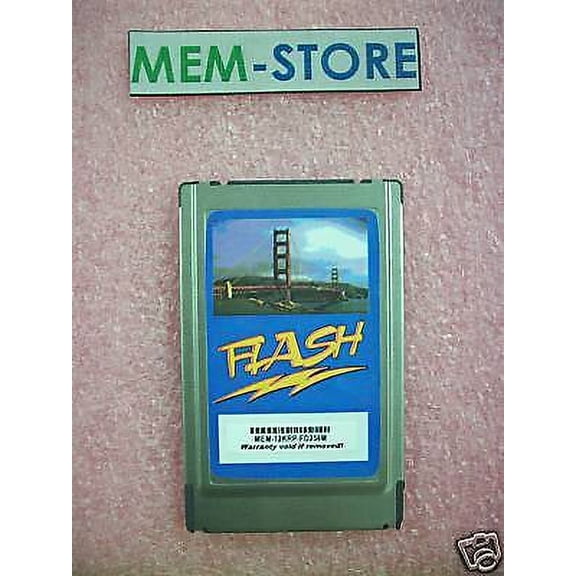 MEM-STORE
FLASH
MEM-12KRP-FD256M
Warranty void if removed!!